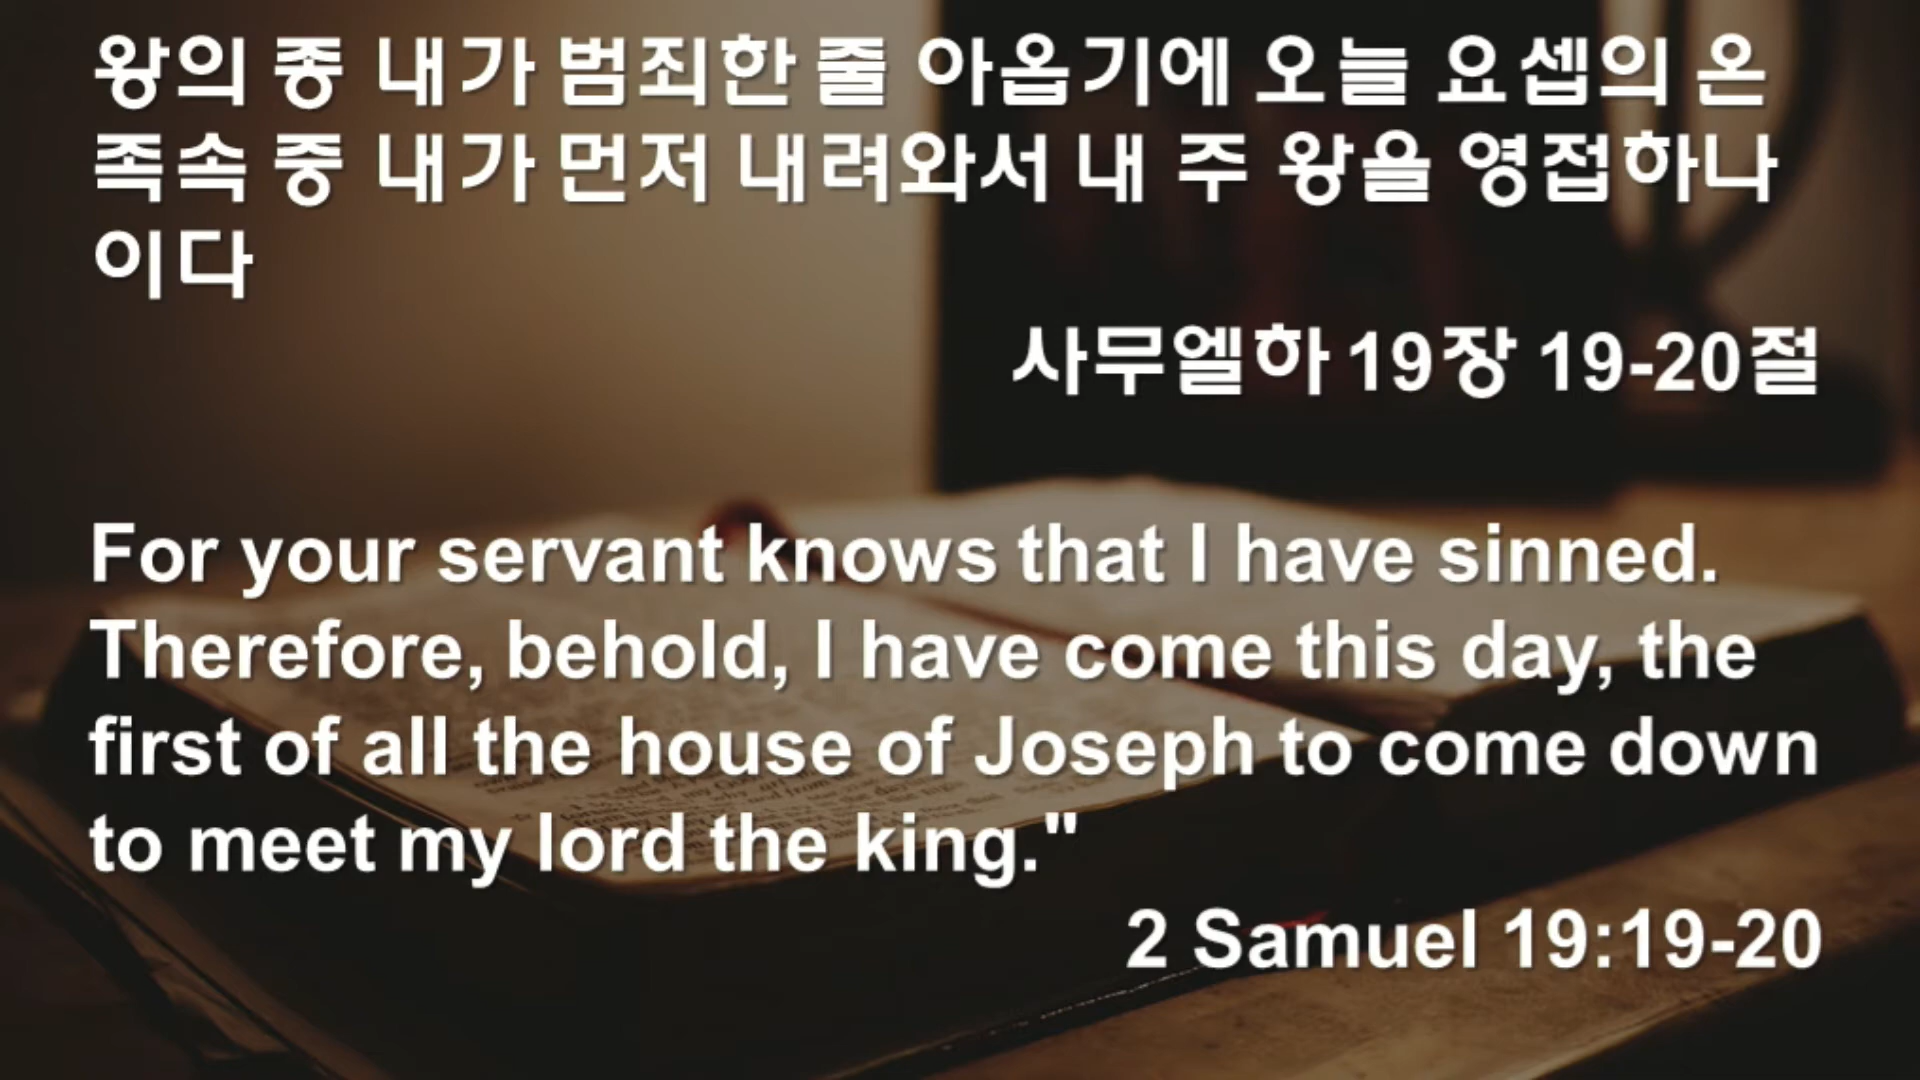 왕의 종 내가 범죄한 줄 아옵기에 오늘 요셉의 온
족속 중 내가 먼저 내려와서 내 주 왕을 영접하나
이다
사무엘하 19장 19-20절
For your servant knows that I have sinned.
Therefore, behold, I have come this day, the
first of all the house of Joseph to come down
to meet my lord the king."
2 Samuel 19:19-20